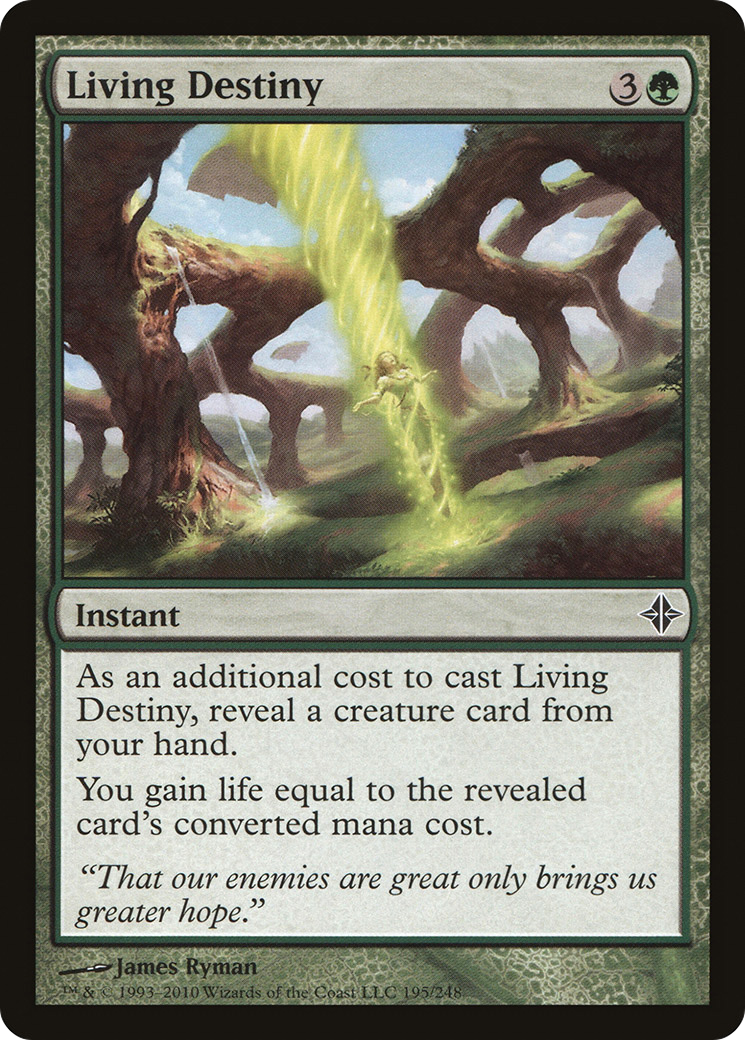 Living Destiny 3
Instant
As an additional cost to cast Living
Destiny, reveal a creature card from
your hand.
You gain life equal to the revealed
card's converted mana cost.
“That our enemies are great only brings us
greater hope.”
James Ryman
™ & © 1993–2010 Wizards of the Coast LLC 195/248